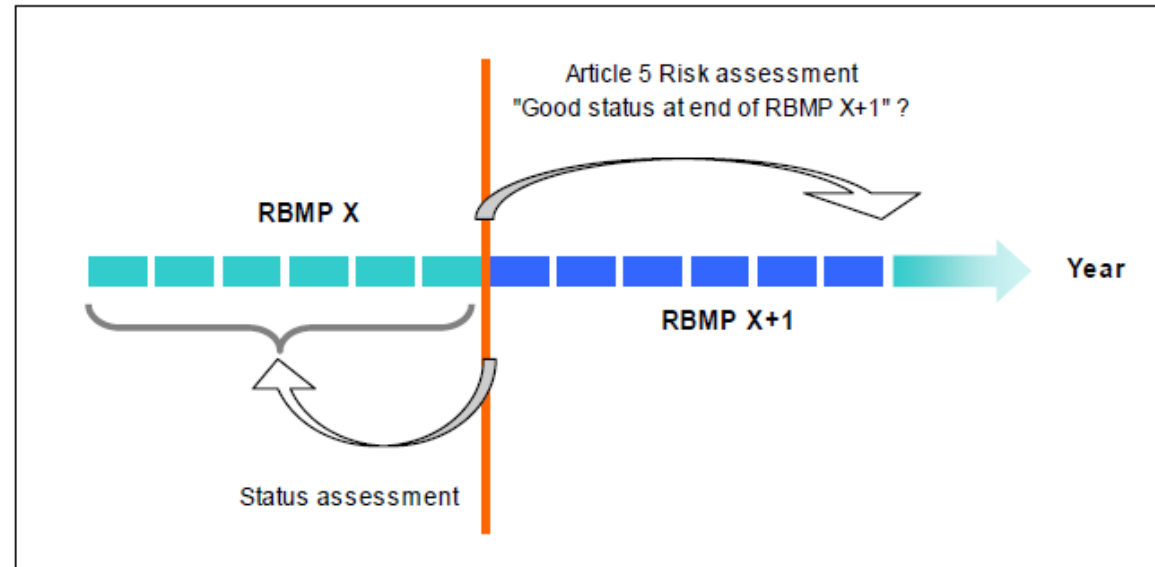 Article 5 Risk assessment
"Good status at end of RBMP X+1" ?
RBMP X
Year
RBMP X+1
Status assessment